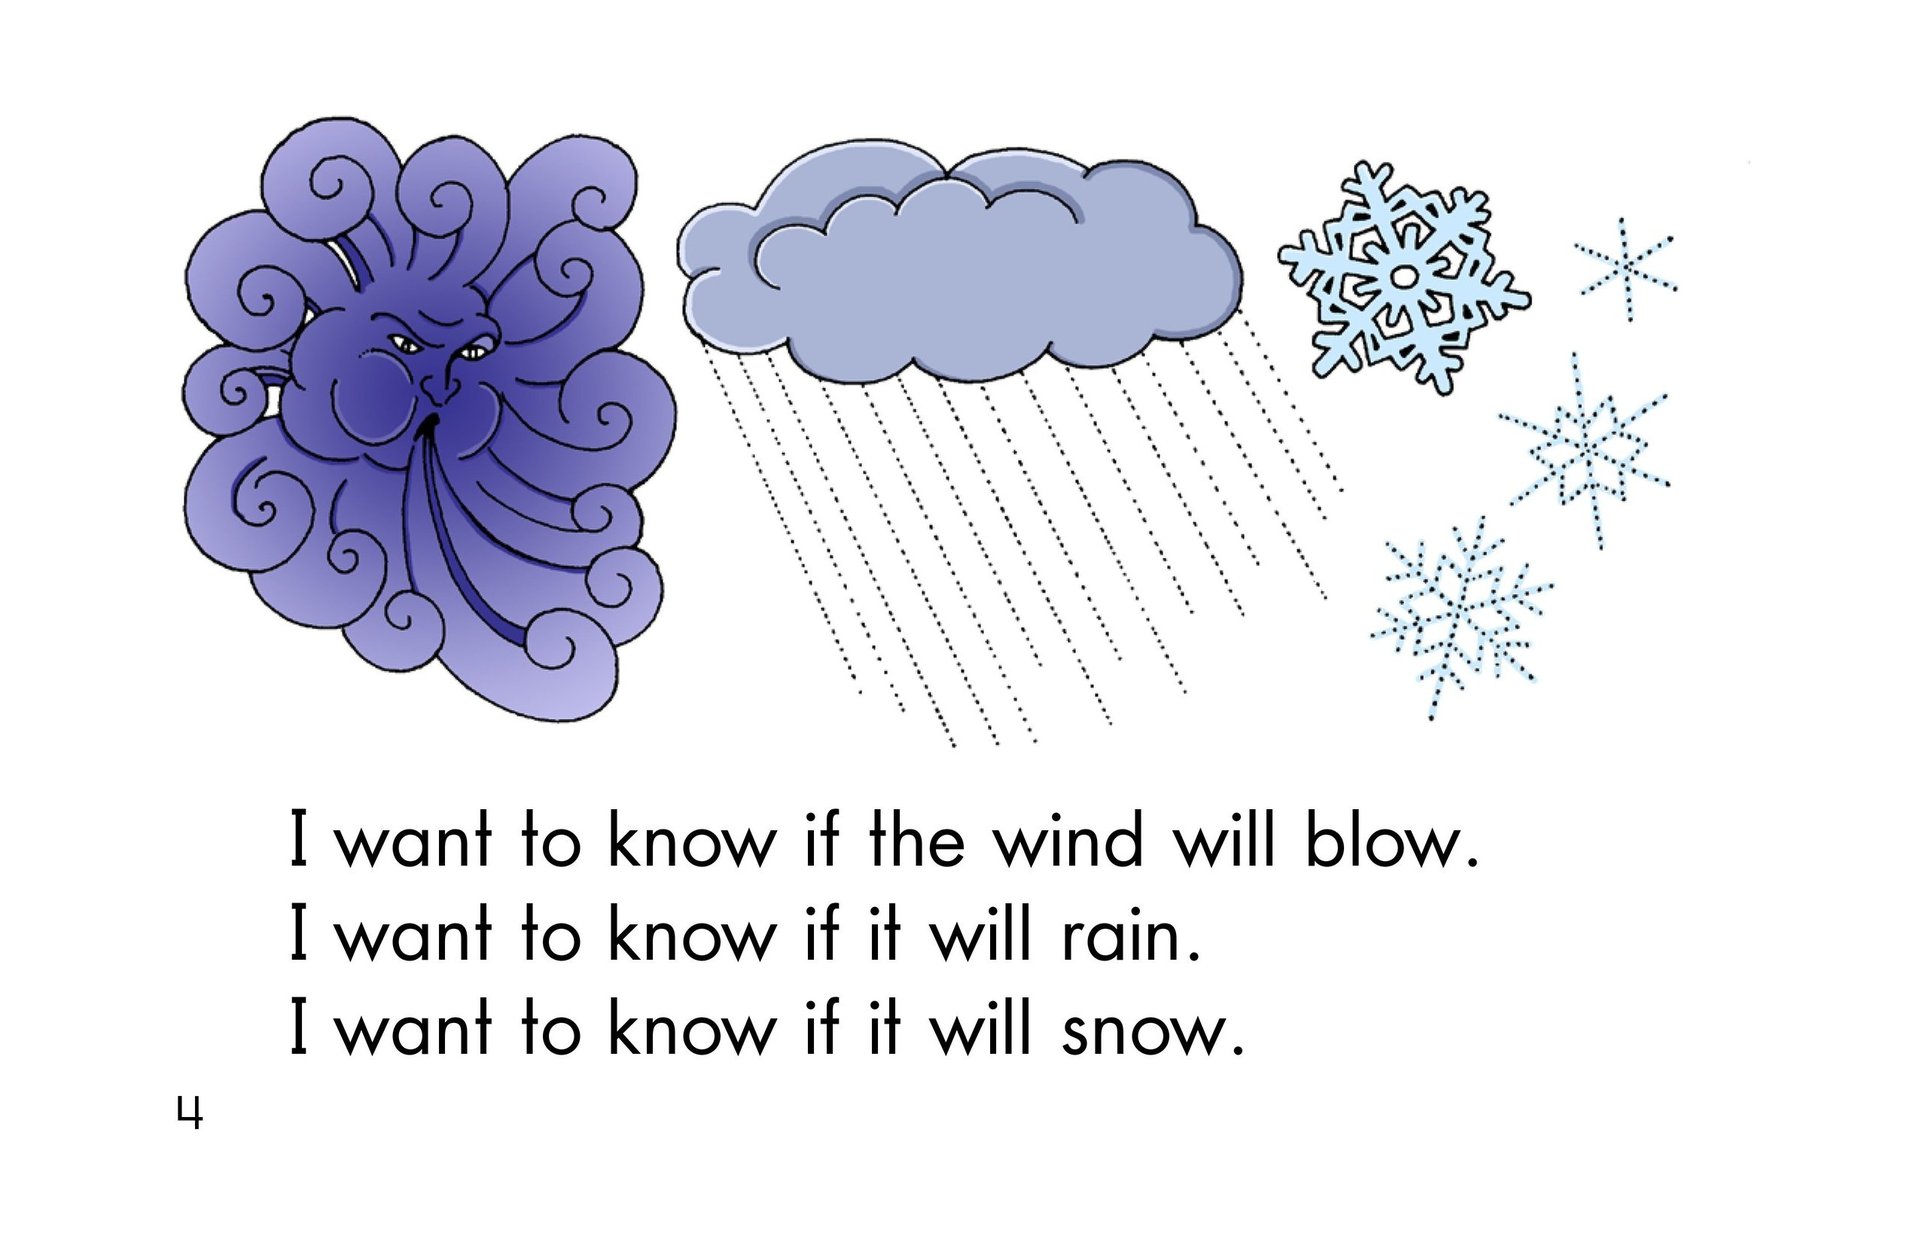 I want to know if the wind will blow.
I want to know if it will rain.
I want to know if it will snow.
4